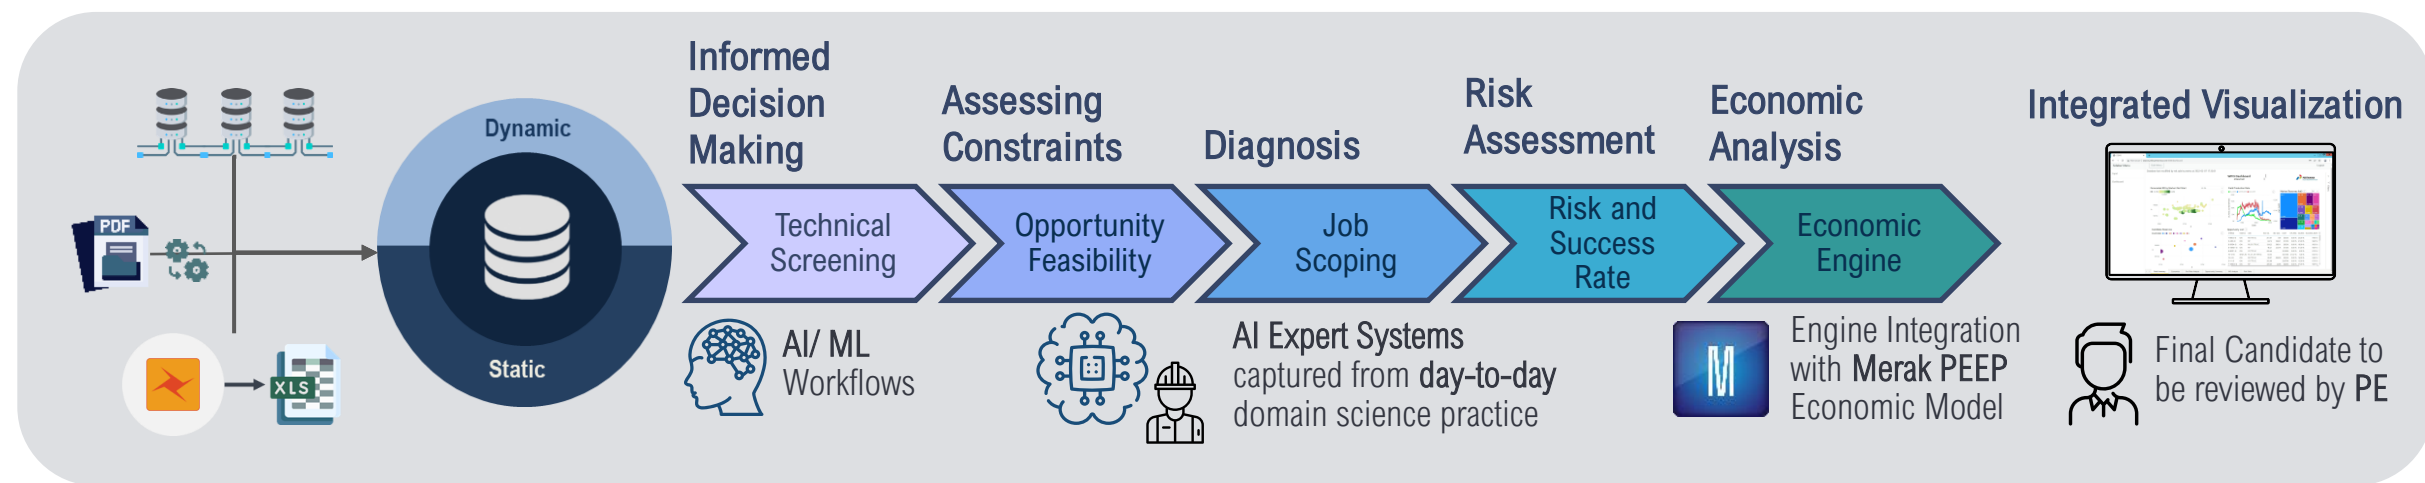 PDF
XLS
Dynamic
Static
Informed
Decision
Making
Technical
Screening
AI/ ML
Workflows
Assessing
Constraints
Opportunity
Feasibility
Diagnosis
Job
Scoping
AI Expert Systems
captured from day-to-day
domain science practice
Risk
Assessment
Risk and
Success
Rate
Economic
Analysis
Economic
Engine
M
Engine Integration
with Merak PEEP
Economic Model
Integrated Visualization
Final Candidate to
be reviewed by PE